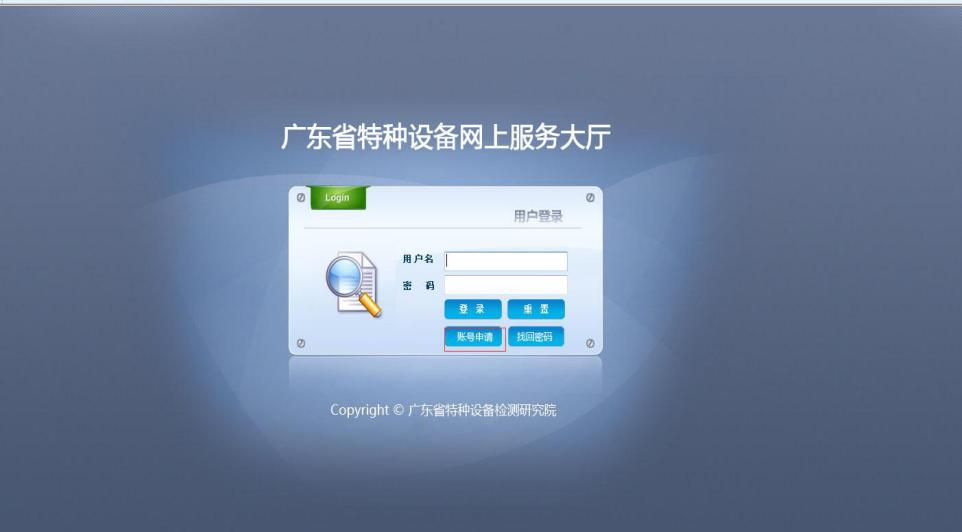 广东省特种设备网上服务大厅
Login
用户登录
用户名
密 码
登 录 重 置
账号申请 找回密码
Copyright © 广东省特种设备检测研究院